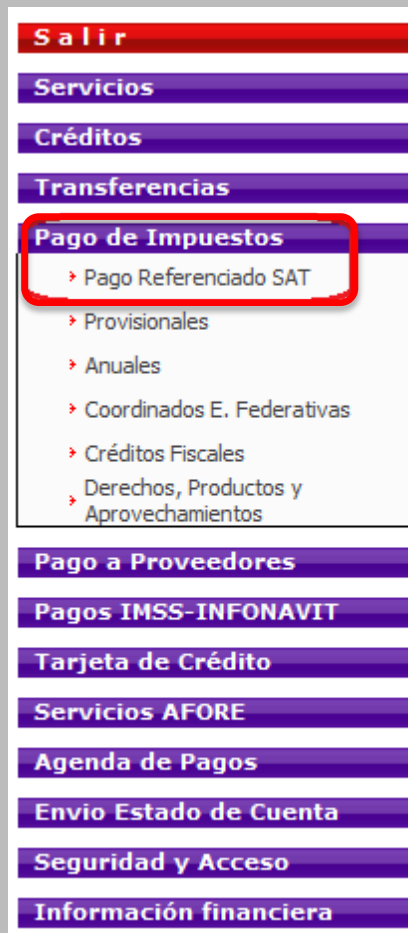 Salir
Servicios
Créditos
Transferencias
Pago de Impuestos
Pago Referenciado SAT
Provisionales
Anuales
Coordinados E. Federativas
Créditos Fiscales
Derechos, Productos y
Aprovechamientos
Pago a Proveedores
Pagos IMSS-INFONAVIT
Tarjeta de Crédito
Servicios AFORE
Agenda de Pagos
Envio Estado de Cuenta
Seguridad y Acceso
Información financiera